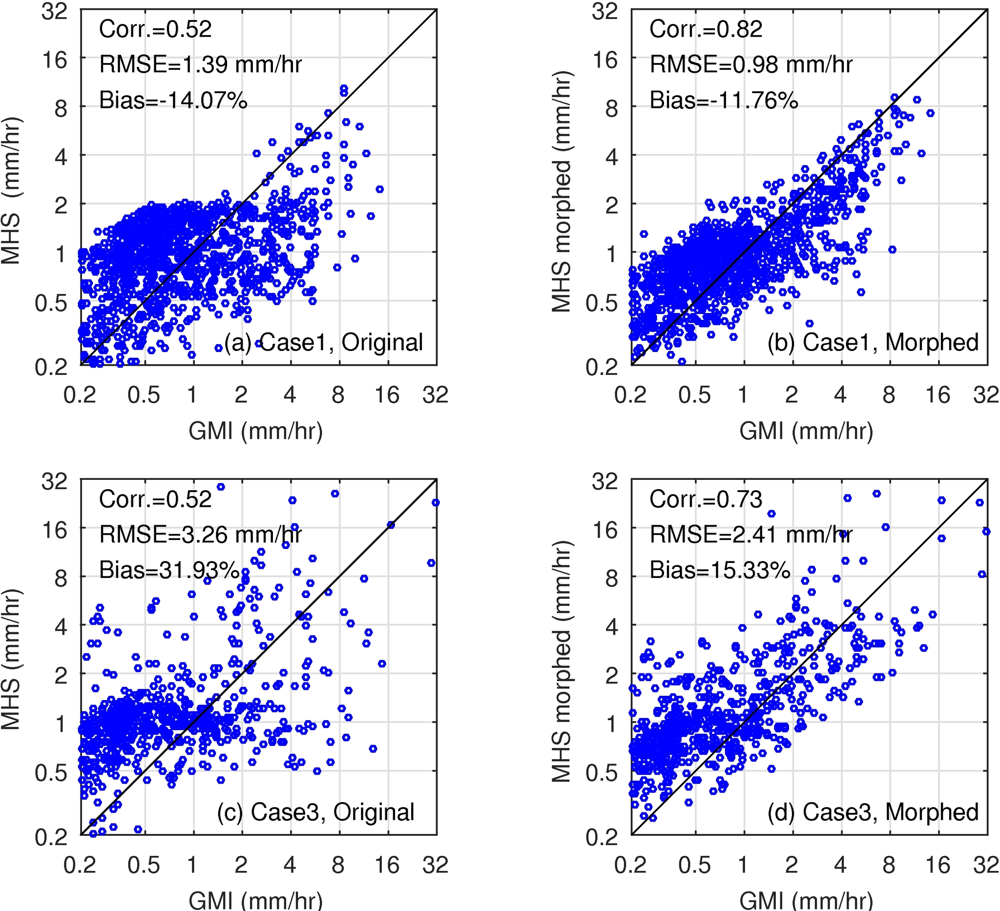 32
16
8
4
2
1
0.5
0.2
MHS (mm/hr)
Corr.=0.52
RMSE=1.39 mm/hr
Bias=-14.07%
(a) Case1, Original
0.2 0.5 1 2 4 8 16 32
GMI (mm/hr)
32
16
8
4
2
1
0.5
0.2
MHS morphed (mm/hr)
Corr.=0.82
RMSE=0.98 mm/hr
Bias=-11.76%
(b) Case1, Morphed
0.2 0.5 1 2 4 8 16 32
GMI (mm/hr)
32
16
8
4
2
1
0.5
0.2
MHS (mm/hr)
Corr.=0.52
RMSE=3.26 mm/hr
Bias=31.93%
(c) Case3, Original
0.2 0.5 1 2 4 8 16 32
GMI (mm/hr)
32
16
8
4
2
1
0.5
0.2
MHS morphed (mm/hr)
Corr.=0.73
RMSE=2.41 mm/hr
Bias=15.33%
(d) Case3, Morphed
0.2 0.5 1 2 4 8 16 32
GMI (mm/hr)